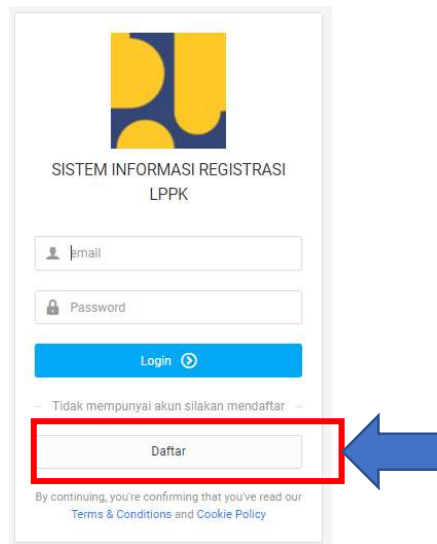 SISTEM INFORMASI REGISTRASI
LPPK
email
Password
Login
Tidak mempunyai akun silakan mendaftar
Daftar
By continuing, you're confirming that you've read our
Terms & Conditions and Cookie Policy